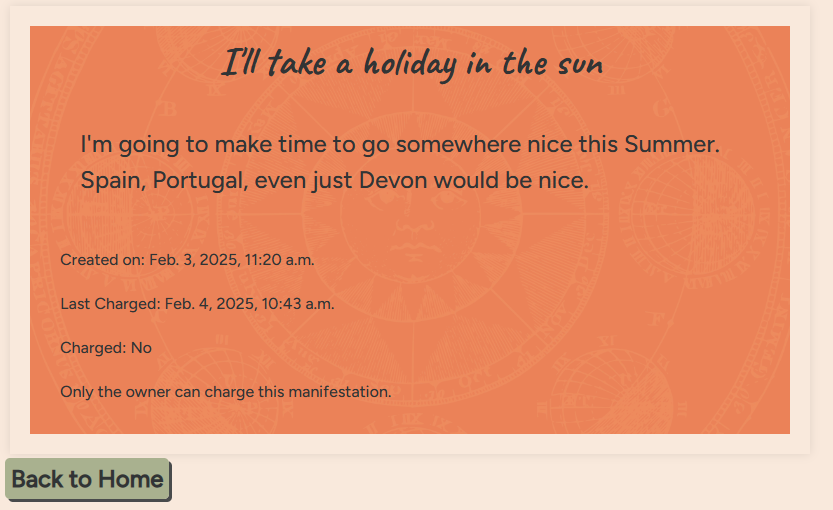 I'll take a holiday in the sun
I'm going to make time to go somewhere nice this Summer.
Spain, Portugal, even just Devon would be nice.
Created on: Feb. 3, 2025, 11:20 a.m.
Last Charged: Feb. 4, 2025, 10:43 a.m.
Charged: No
Only the owner can charge this manifestation.
Back to Home